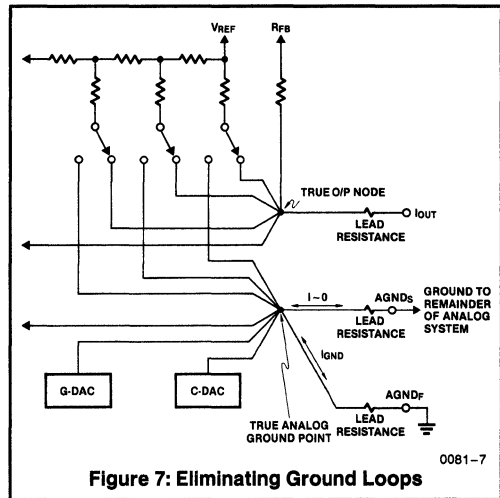 VREF
RFB
TRUE O/P NODE
IOUT
LEAD
RESISTANCE
I~0
AGNDS
GROUND TO
REMAINDER
OF ANALOG
SYSTEM
LEAD
RESISTANCE
IGND
G-DAC
C-DAC
AGNDF
LEAD
RESISTANCE
TRUE ANALOG
GROUND POINT
0081-7
Figure 7: Eliminating Ground Loops